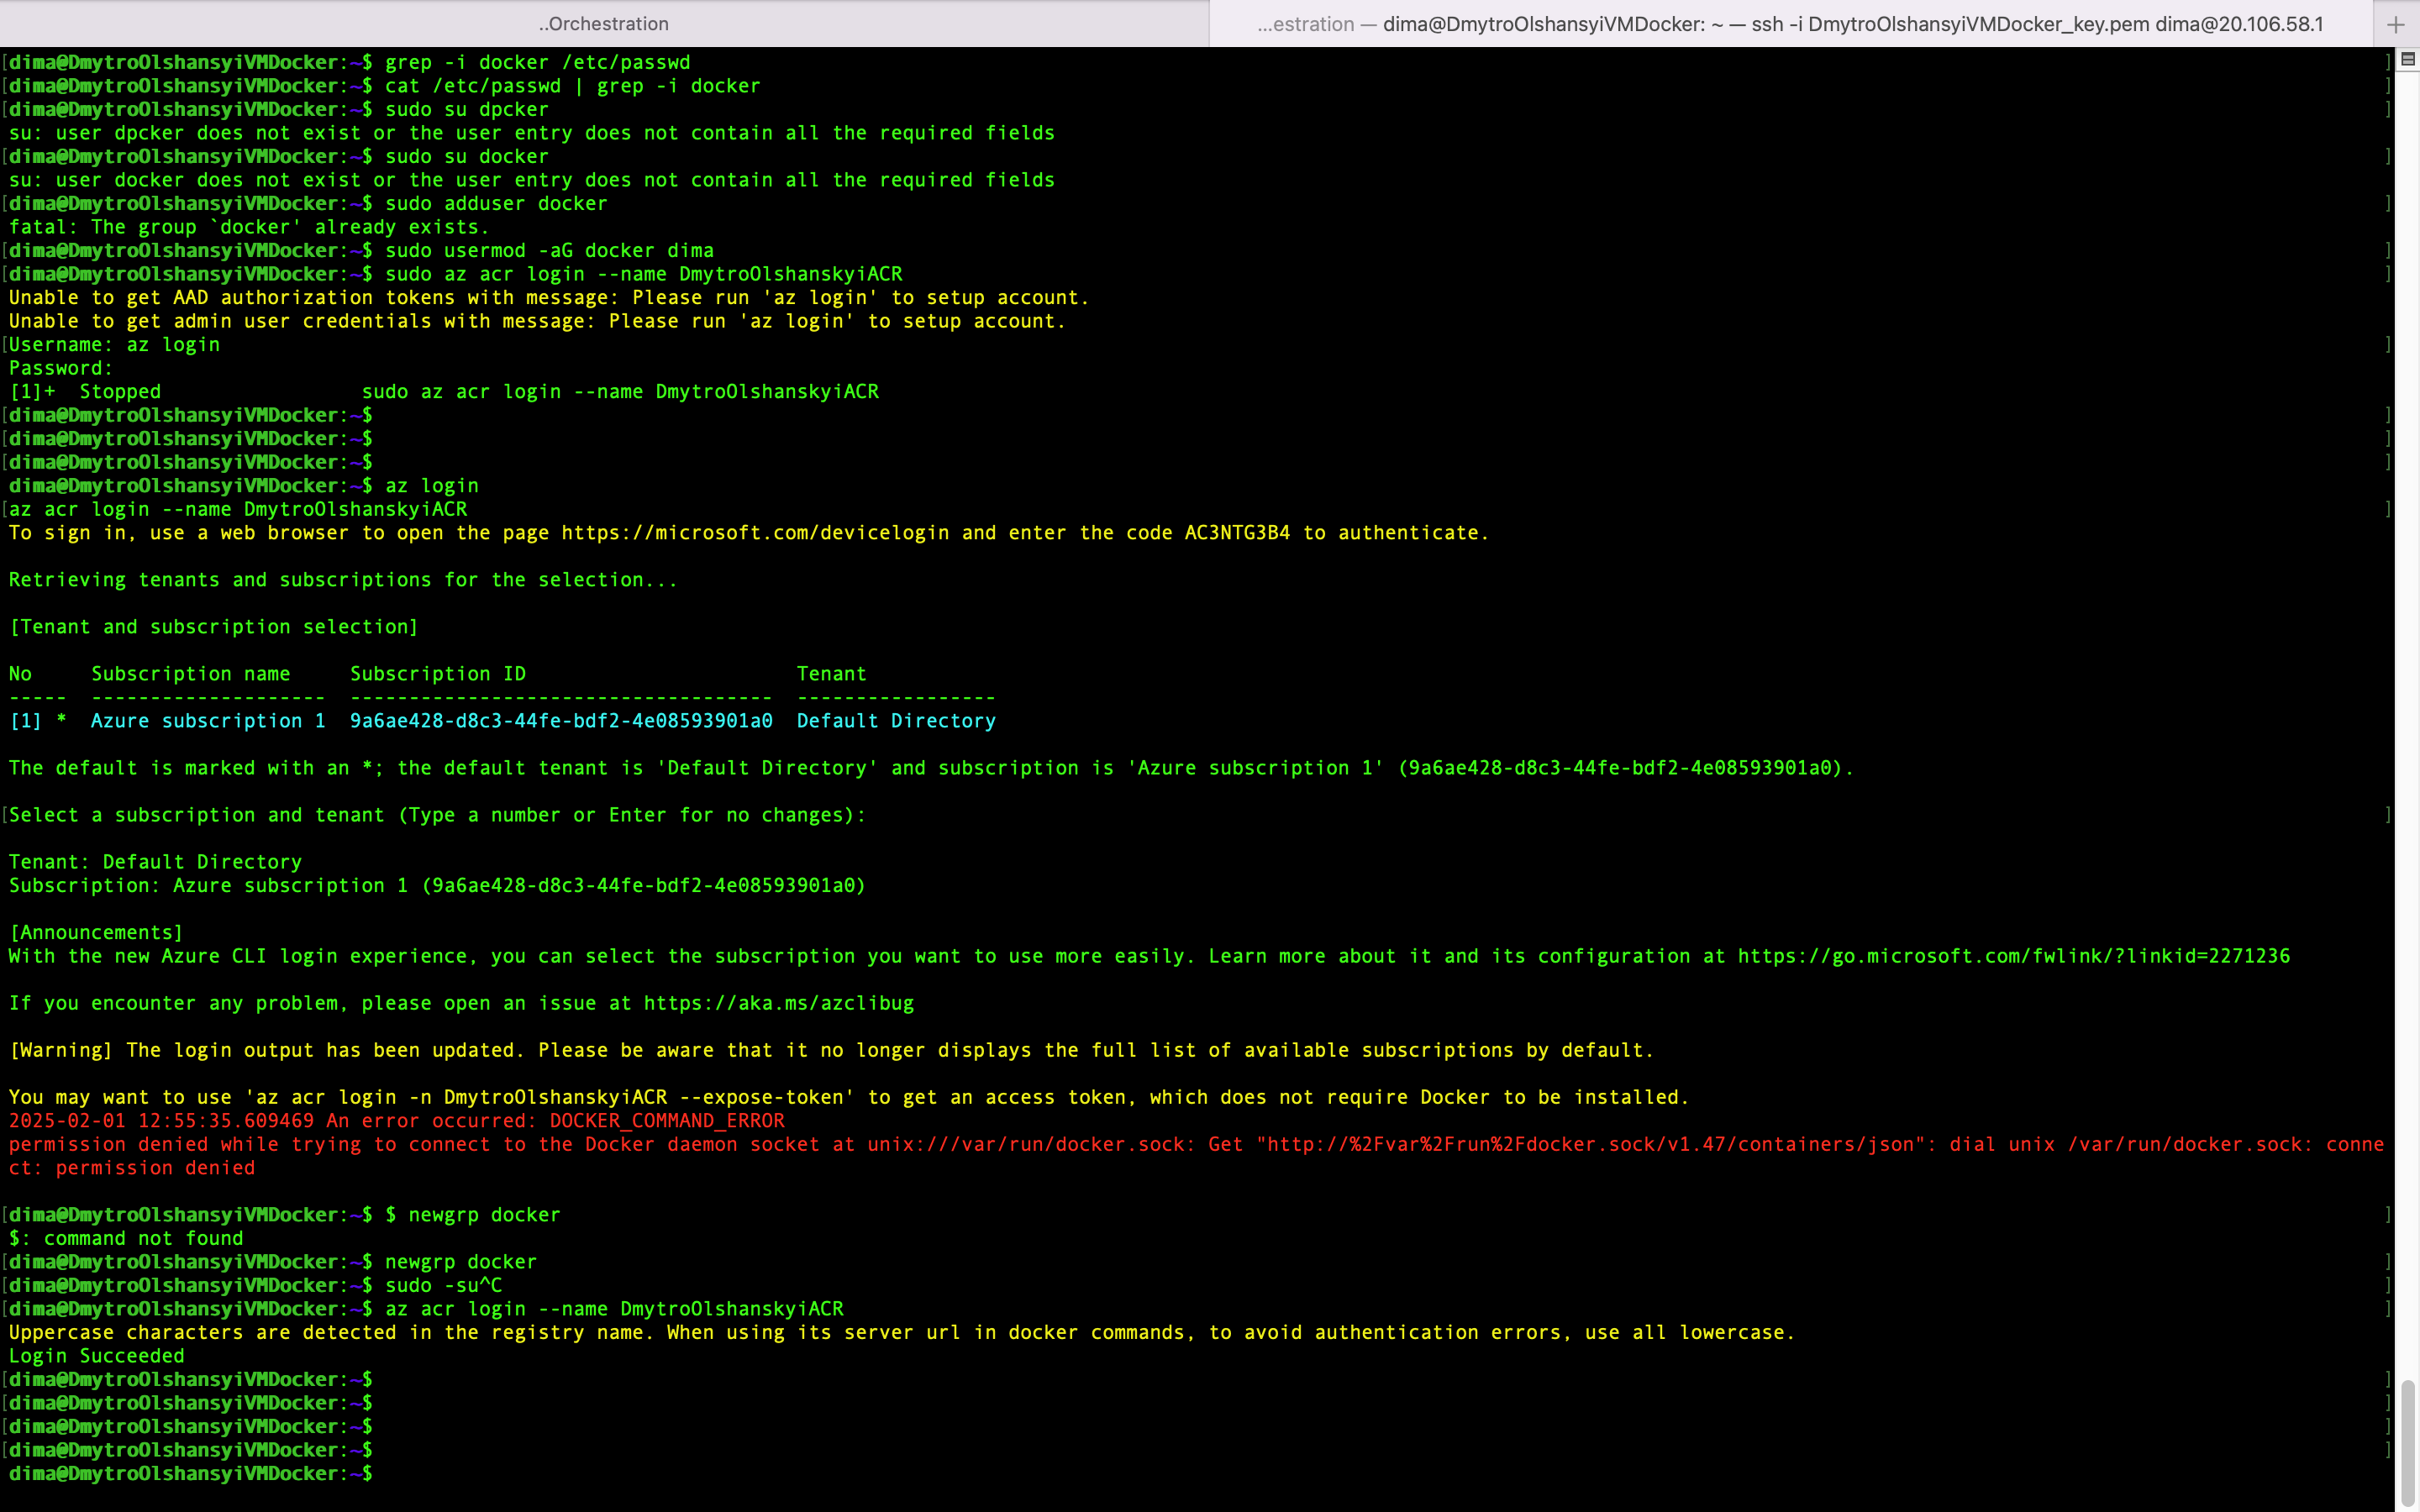 ..Orchestration
...estration — dima@DmytroOlshansyiVMDocker: ~ — ssh -i DmytroOlshansyiVMDocker_key.pem dima@20.106.58.1
[dima@DmytroOlshansyiVMDocker:~$ grep -i docker /etc/passwd ]
[dima@DmytroOlshansyiVMDocker:~$ cat /etc/passwd | grep -i docker ]
[dima@DmytroOlshansyiVMDocker:~$ sudo su dpcker ]
su: user dpcker does not exist or the user entry does not contain all the required fields
[dima@DmytroOlshansyiVMDocker:~$ sudo su docker ]
su: user docker does not exist or the user entry does not contain all the required fields
[dima@DmytroOlshansyiVMDocker:~$ sudo adduser docker ]
fatal: The group `docker' already exists.
[dima@DmytroOlshansyiVMDocker:~$ sudo usermod -aG docker dima ]
[dima@DmytroOlshansyiVMDocker:~$ sudo az acr login --name DmytroOlshanskyiACR ]
Unable to get AAD authorization tokens with message: Please run 'az login' to setup account.
Unable to get admin user credentials with message: Please run 'az login' to setup account.
[Username: az login ]
Password:
[1]+  Stopped                 sudo az acr login --name DmytroOlshanskyiACR
[dima@DmytroOlshansyiVMDocker:~$ ]
[dima@DmytroOlshansyiVMDocker:~$ ]
[dima@DmytroOlshansyiVMDocker:~$ ]
dima@DmytroOlshansyiVMDocker:~$ az login
[az acr login --name DmytroOlshanskyiACR ]
To sign in, use a web browser to open the page https://microsoft.com/devicelogin and enter the code AC3NTG3B4 to authenticate.
Retrieving tenants and subscriptions for the selection...
[Tenant and subscription selection]
No     Subscription name     Subscription ID                       Tenant
-----  --------------------  ------------------------------------  -----------------
[1] *  Azure subscription 1  9a6ae428-d8c3-44fe-bdf2-4e08593901a0  Default Directory
The default is marked with an *; the default tenant is 'Default Directory' and subscription is 'Azure subscription 1' (9a6ae428-d8c3-44fe-bdf2-4e08593901a0).
[Select a subscription and tenant (Type a number or Enter for no changes): ]
Tenant: Default Directory
Subscription: Azure subscription 1 (9a6ae428-d8c3-44fe-bdf2-4e08593901a0)
[Announcements]
With the new Azure CLI login experience, you can select the subscription you want to use more easily. Learn more about it and its configuration at https://go.microsoft.com/fwlink/?linkid=2271236
If you encounter any problem, please open an issue at https://aka.ms/azclibug
[Warning] The login output has been updated. Please be aware that it no longer displays the full list of available subscriptions by default.
You may want to use 'az acr login -n DmytroOlshanskyiACR --expose-token' to get an access token, which does not require Docker to be installed.
2025-02-01 12:55:35.609469 An error occurred: DOCKER_COMMAND_ERROR
permission denied while trying to connect to the Docker daemon socket at unix:///var/run/docker.sock: Get "http://%2Fvar%2Frun%2Fdocker.sock/v1.47/containers/json": dial unix /var/run/docker.sock: conne
ct: permission denied
[dima@DmytroOlshansyiVMDocker:~$ $ newgrp docker ]
$: command not found
[dima@DmytroOlshansyiVMDocker:~$ newgrp docker ]
[dima@DmytroOlshansyiVMDocker:~$ sudo -su^C ]
[dima@DmytroOlshansyiVMDocker:~$ az acr login --name DmytroOlshanskyiACR ]
Uppercase characters are detected in the registry name. When using its server url in docker commands, to avoid authentication errors, use all lowercase.
Login Succeeded
[dima@DmytroOlshansyiVMDocker:~$ ]
[dima@DmytroOlshansyiVMDocker:~$ ]
[dima@DmytroOlshansyiVMDocker:~$ ]
[dima@DmytroOlshansyiVMDocker:~$ ]
dima@DmytroOlshansyiVMDocker:~$